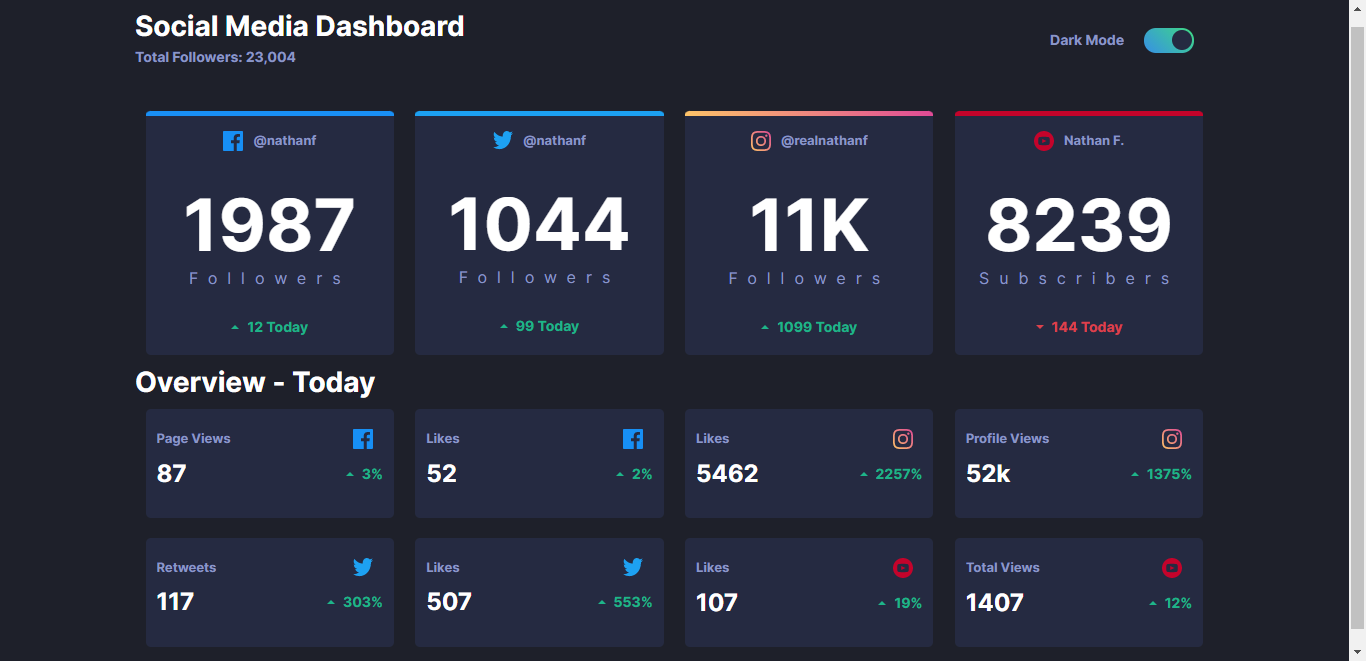 Social Media Dashboard
Total Followers: 23,004
Dark Mode
@nathanf
1987
Followers
12 Today
@nathanf
1044
Followers
99 Today
@realnathanf
11K
Followers
1099 Today
Nathan F.
8239
Subscribers
144 Today
Overview - Today
Page Views
87
3%
Likes
52
2%
Likes
5462
2257%
Profile Views
52k
1375%
Retweets
117
303%
Likes
507
553%
Likes
107
19%
Total Views
1407
12%